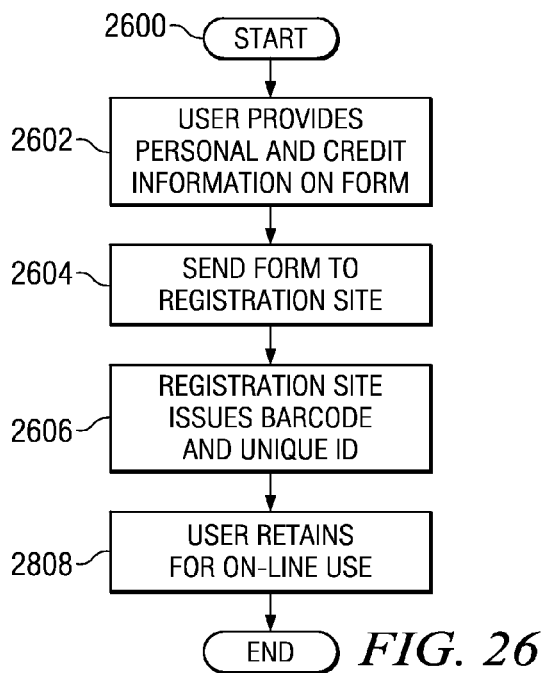 2600 START
2602 USER PROVIDES
PERSONAL AND CREDIT
INFORMATION ON FORM
2604 SEND FORM TO
REGISTRATION SITE
2606 REGISTRATION SITE
ISSUES BARCODE
AND UNIQUE ID
2808 USER RETAINS
FOR ON-LINE USE
END
FIG. 26